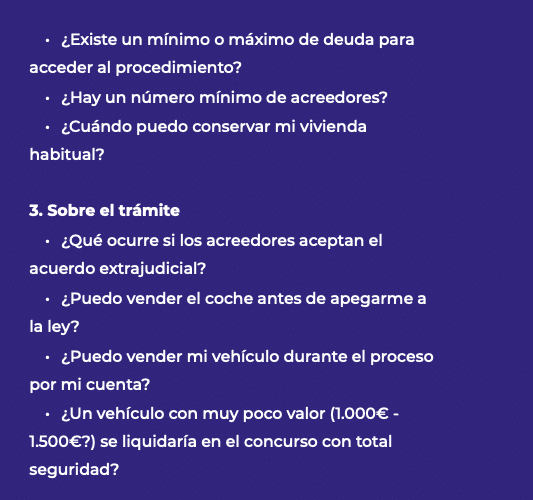 • ¿Existe un mínimo o máximo de deuda para
acceder al procedimiento?
• ¿Hay un número mínimo de acreedores?
• ¿Cuándo puedo conservar mi vivienda
habitual?
3. Sobre el trámite
• ¿Qué ocurre si los acreedores aceptan el
acuerdo extrajudicial?
• ¿Puedo vender el coche antes de apegarme a
la ley?
• ¿Puedo vender mi vehículo durante el proceso
por mi cuenta?
• ¿Un vehículo con muy poco valor (1.000€ -
1.500€?) se liquidaría en el concurso con total
seguridad?